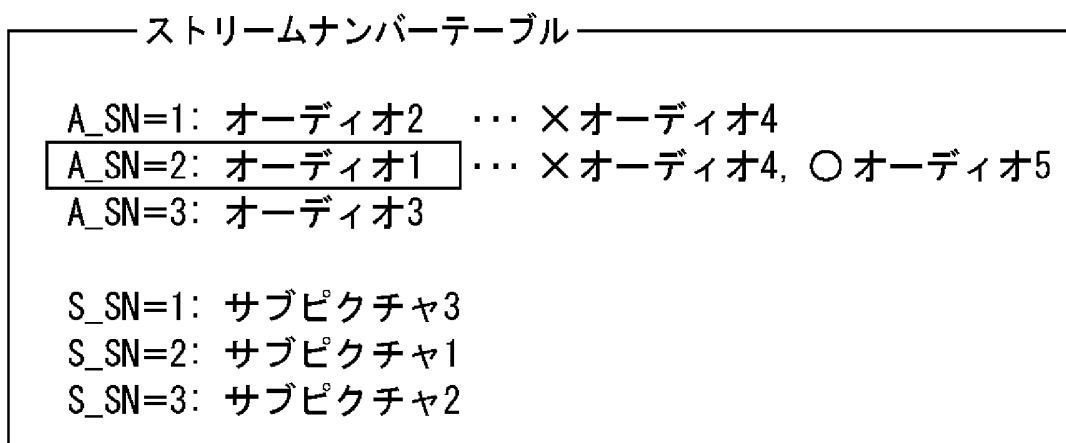 ストリームナンバーテーブル
A_SN=1: オーディオ2 ··· ×オーディオ4
A_SN=2: オーディオ1 ··· ×オーディオ4, ○オーディオ5
A_SN=3: オーディオ3
S_SN=1: サブピクチャ3
S_SN=2: サブピクチャ1
S_SN=3: サブピクチャ2